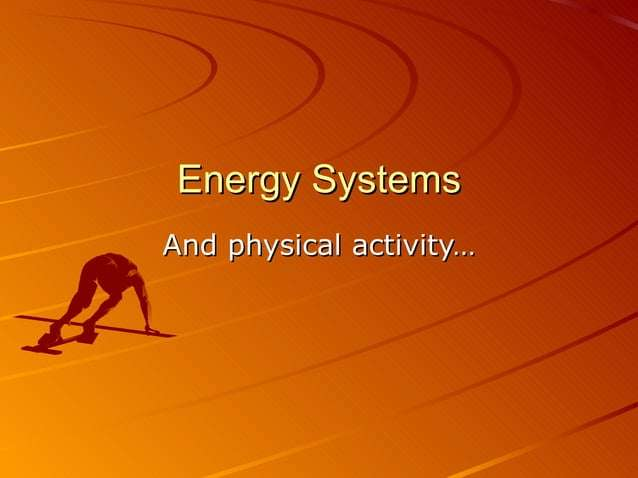 Energy Systems
And physical activity…